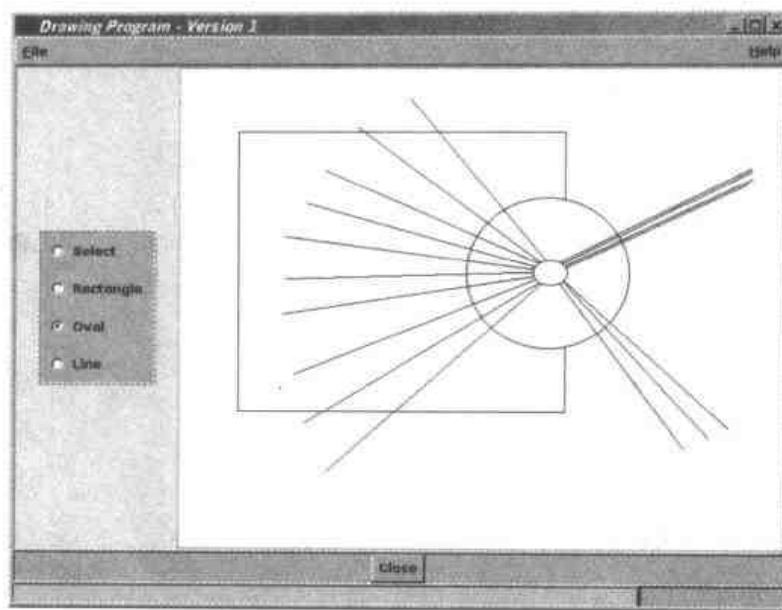 Drawing Program - Version 1
File Help
Select
Rectangle
Oval
Line
Close